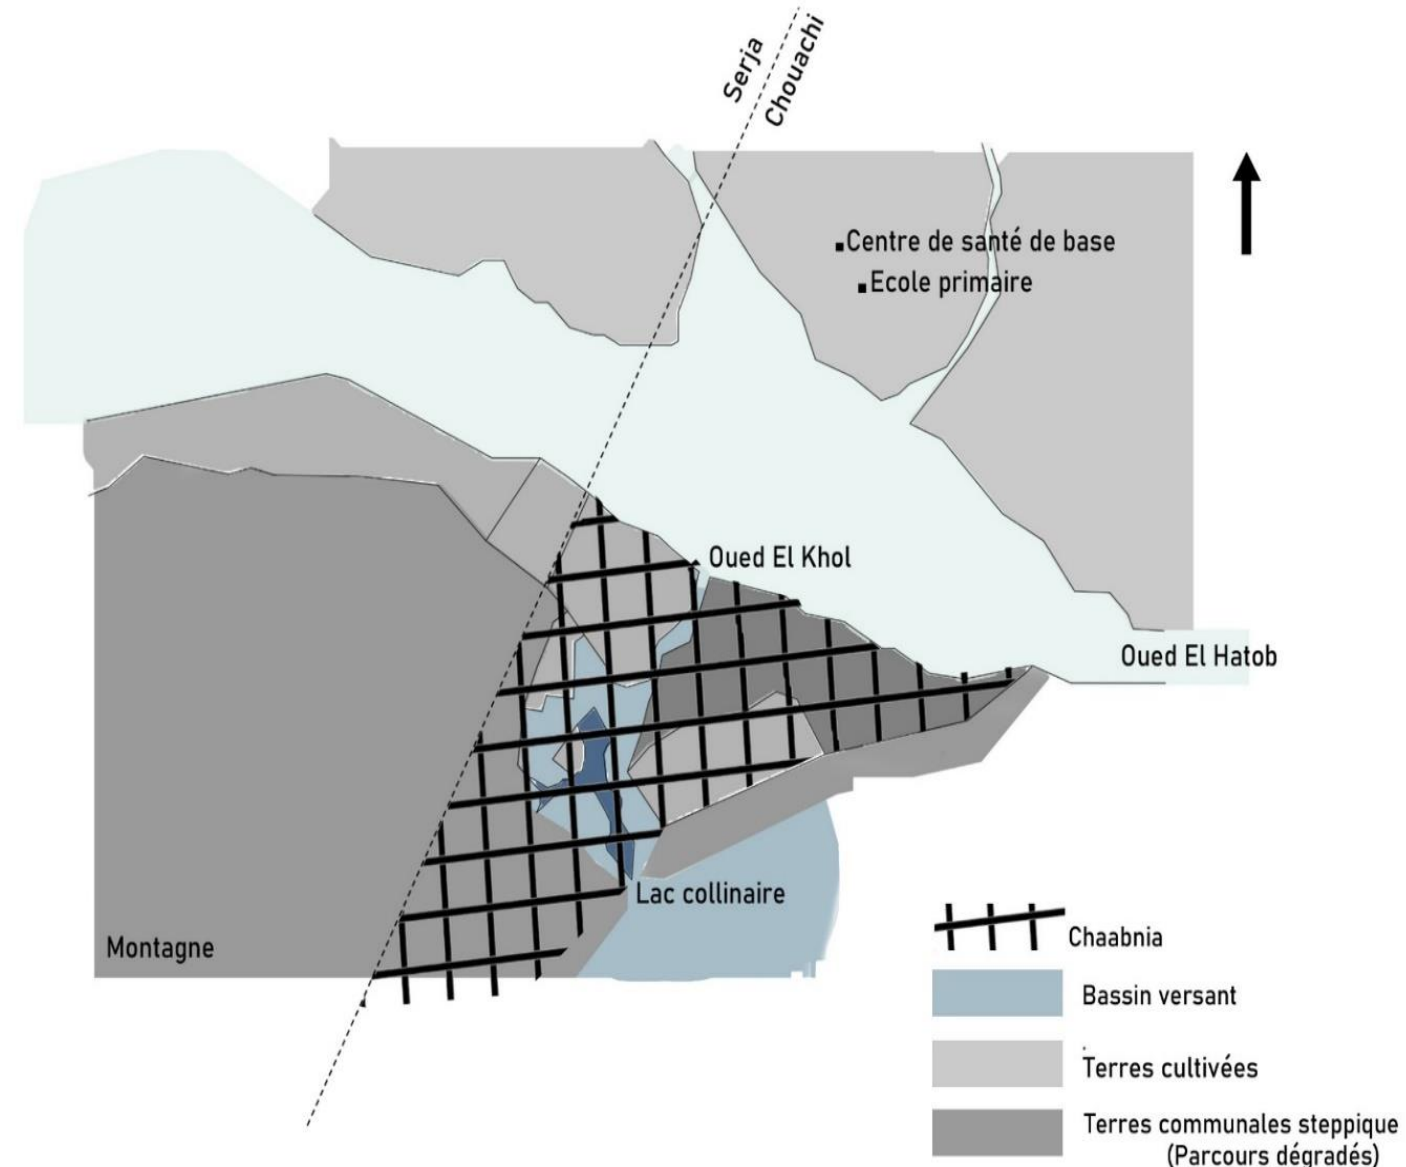 Serja
Chouachi
Centre de santé de base
Ecole primaire
Oued El Khol
Oued El Hatob
Lac collinaire
Montagne
Chaabnia
Bassin versant
Terres cultivées
Terres communales steppique
(Parcours dégradés)